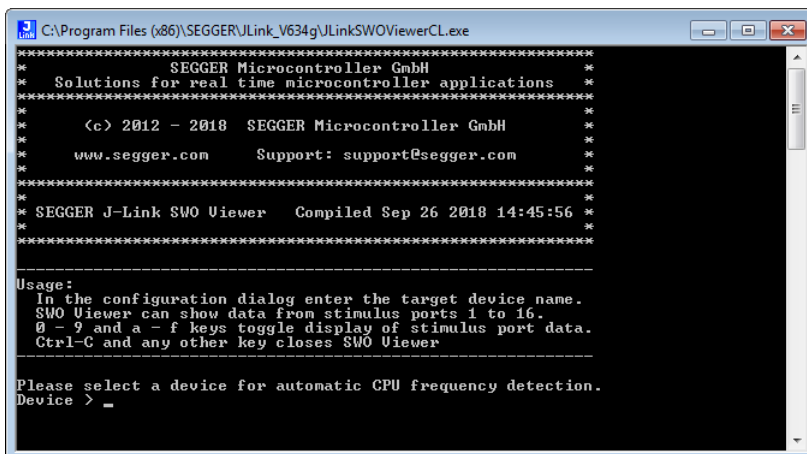 C:\Program Files (x86)\SEGGER\JLink_V634g\JLinkSWOViewerCL.exe
****************************************************************
* SEGGER Microcontroller GmbH *
* Solutions for real time microcontroller applications *
****************************************************************
* *
* (c) 2012 - 2018 SEGGER Microcontroller GmbH *
* *
* www.segger.com Support: support@segger.com *
* *
****************************************************************
* *
* SEGGER J-Link SWO Viewer Compiled Sep 26 2018 14:45:56 *
* *
****************************************************************
----------------------------------------------------------------
Usage:
In the configuration dialog enter the target device name.
SWO Viewer can show data from stimulus ports 1 to 16.
0 - 9 and a - f keys toggle display of stimulus port data.
Ctrl-C and any other key closes SWO Viewer
----------------------------------------------------------------
Please select a device for automatic CPU frequency detection.
Device > _